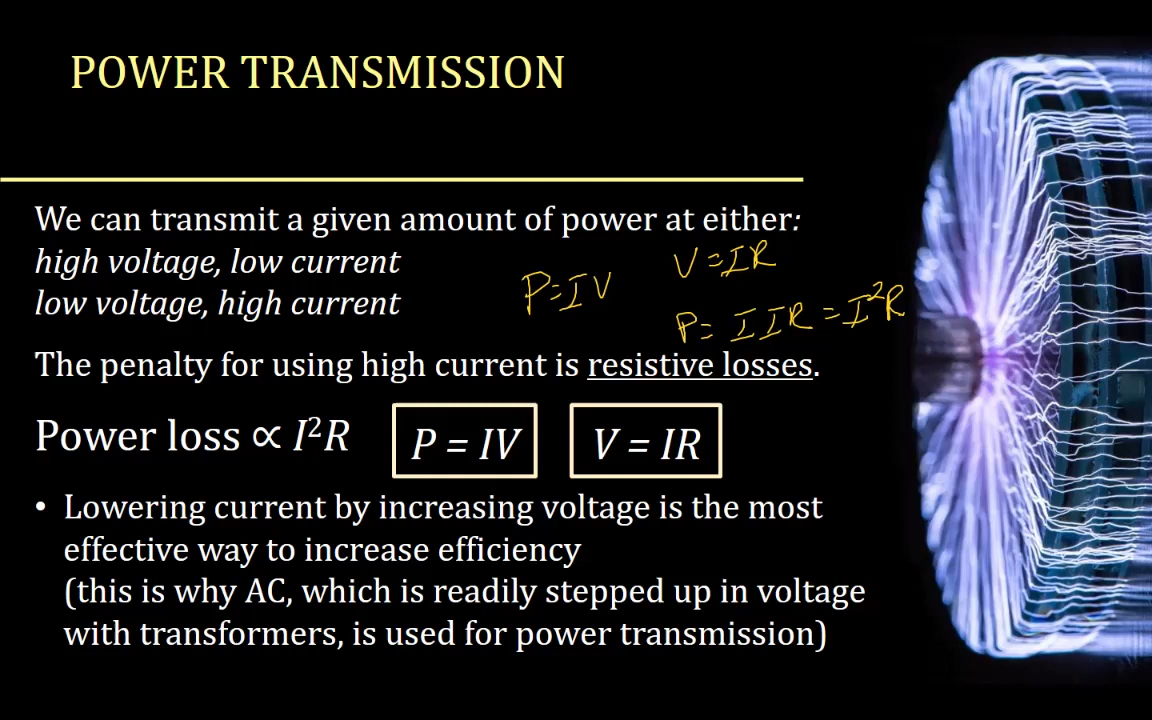 POWER TRANSMISSION
We can transmit a given amount of power at either:
high voltage, low current
low voltage, high current
P=IV
V=IR
P= IIR = I²R
The penalty for using high current is resistive losses.
Power loss ∝ I²R
P = IV
V = IR
• Lowering current by increasing voltage is the most
effective way to increase efficiency
(this is why AC, which is readily stepped up in voltage
with transformers, is used for power transmission)